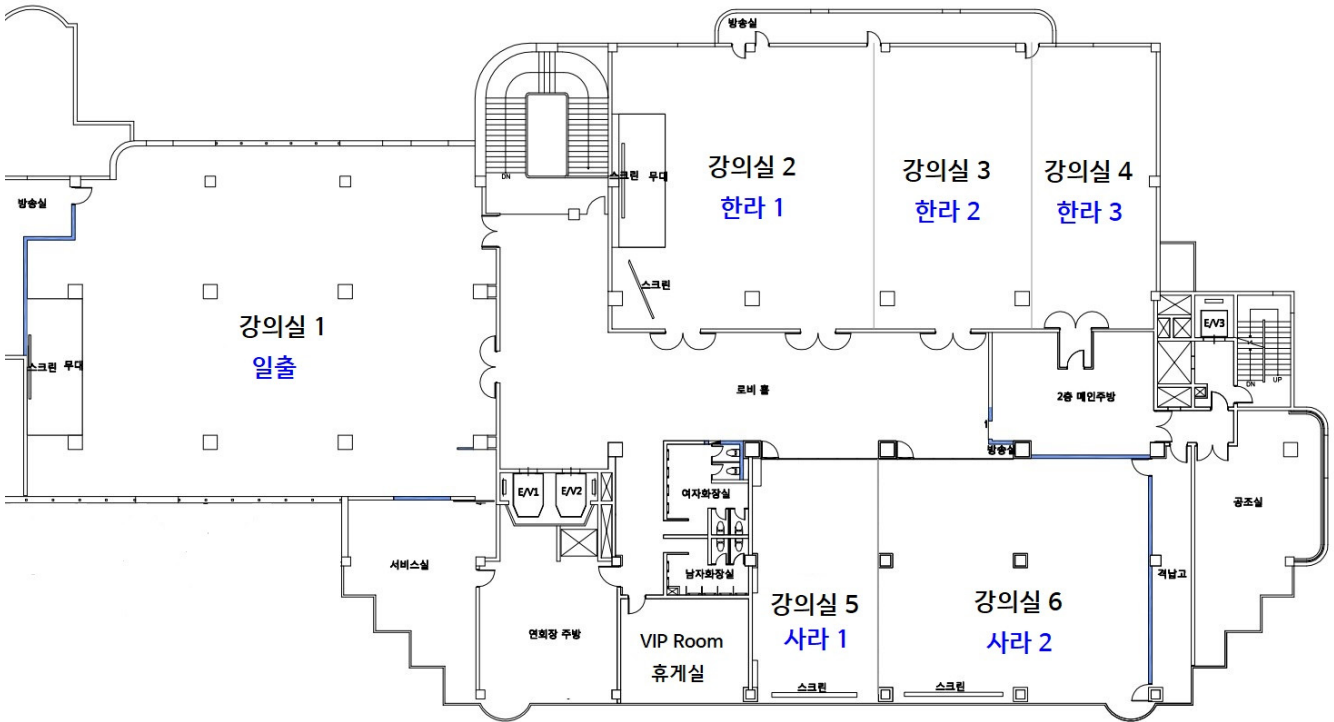 방송실
DN
스크린 무대
강의실 2
한라 1
강의실 3
한라 2
강의실 4
한라 3
방송실
스크린
강의실 1
일출
스크린 무대
E/V3
DN
UP
로비 홀
2층 메인주방
방송실
E/V1
E/V2
여자화장실
공조실
서비스실
남자화장실
격납고
강의실 5
사라 1
강의실 6
사라 2
연회장 주방
VIP Room
휴게실
스크린
스크린